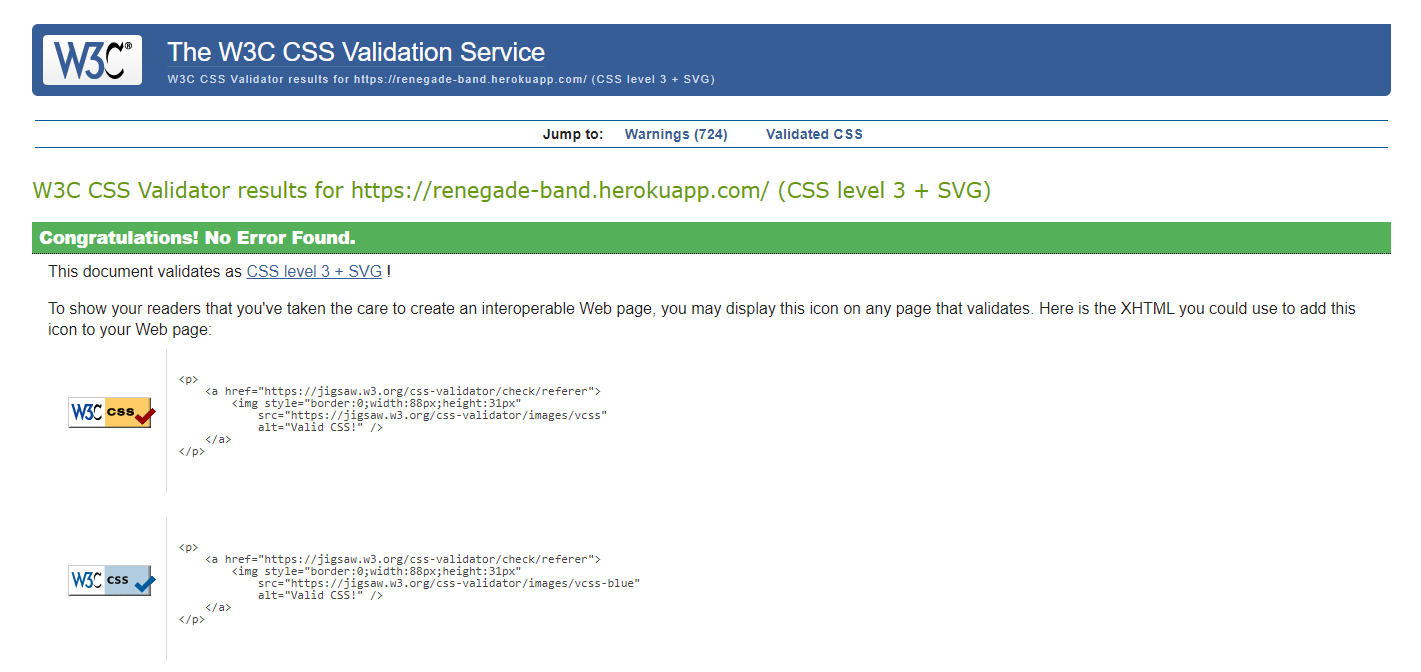 W3C®
The W3C CSS Validation Service
W3C CSS Validator results for https://renegade-band.herokuapp.com/ (CSS level 3 + SVG)
Jump to: Warnings (724) Validated CSS
W3C CSS Validator results for https://renegade-band.herokuapp.com/ (CSS level 3 + SVG)
Congratulations! No Error Found.
This document validates as CSS level 3 + SVG !
To show your readers that you've taken the care to create an interoperable Web page, you may display this icon on any page that validates. Here is the XHTML you could use to add this
icon to your Web page:
W3C css
<p>
<a href="https://jigsaw.w3.org/css-validator/check/referer">
<img style="border:0;width:88px;height:31px"
src="https://jigsaw.w3.org/css-validator/images/vcss"
alt="Valid CSS!" />
</a>
</p>
W3C css
<p>
<a href="https://jigsaw.w3.org/css-validator/check/referer">
<img style="border:0;width:88px;height:31px"
src="https://jigsaw.w3.org/css-validator/images/vcss-blue"
alt="Valid CSS!" />
</a>
</p>